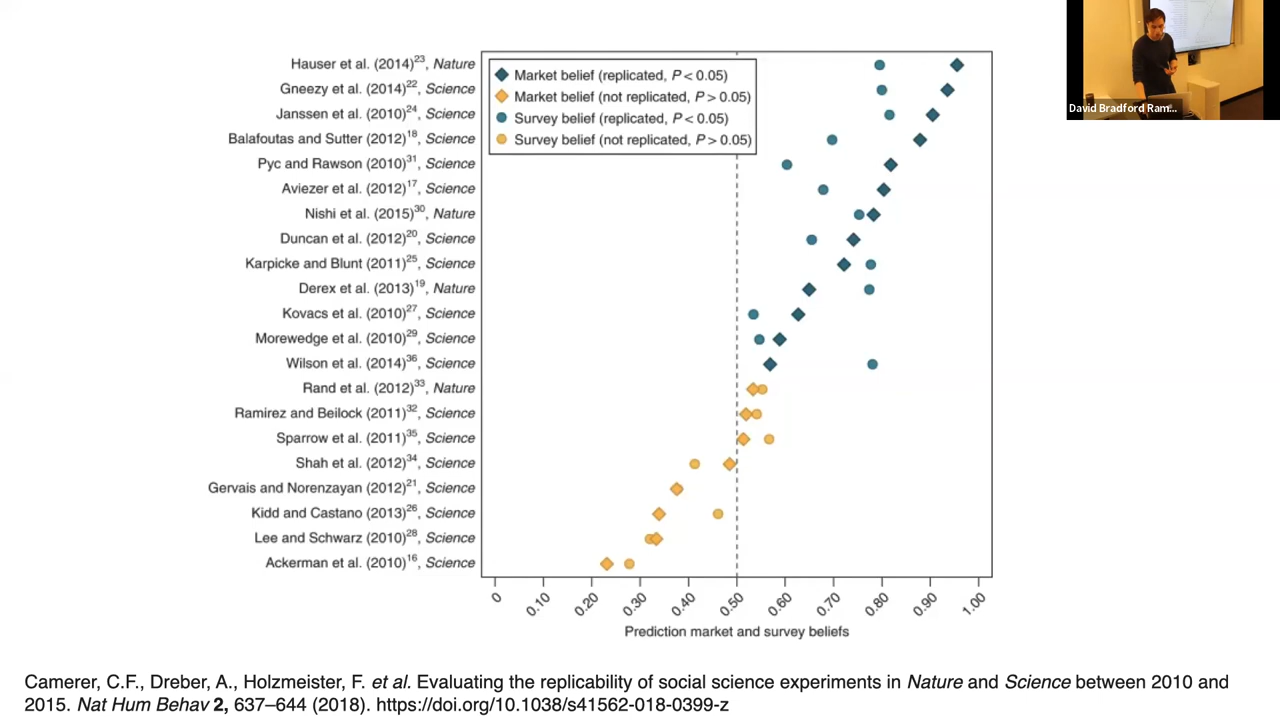 Hauser et al. (2014)23, Nature
Gneezy et al. (2014)22, Science
Janssen et al. (2010)24, Science
Balafoutas and Sutter (2012)18, Science
Pyc and Rawson (2010)31, Science
Aviezer et al. (2012)17, Science
Nishi et al. (2015)30, Nature
Duncan et al. (2012)20, Science
Karpicke and Blunt (2011)25, Science
Derex et al. (2013)19, Nature
Kovacs et al. (2010)27, Science
Morewedge et al. (2010)29, Science
Wilson et al. (2014)36, Science
Rand et al. (2012)33, Nature
Ramirez and Beilock (2011)32, Science
Sparrow et al. (2011)35, Science
Shah et al. (2012)34, Science
Gervais and Norenzayan (2012)21, Science
Kidd and Castano (2013)26, Science
Lee and Schwarz (2010)28, Science
Ackerman et al. (2010)16, Science
Market belief (replicated, P < 0.05)
Market belief (not replicated, P > 0.05)
Survey belief (replicated, P < 0.05)
Survey belief (not replicated, P > 0.05)
0 0.10 0.20 0.30 0.40 0.50 0.60 0.70 0.80 0.90 1.00
Prediction market and survey beliefs
David Bradford Ram...
Camerer, C.F., Dreber, A., Holzmeister, F. et al. Evaluating the replicability of social science experiments in Nature and Science between 2010 and
2015. Nat Hum Behav 2, 637–644 (2018). https://doi.org/10.1038/s41562-018-0399-z